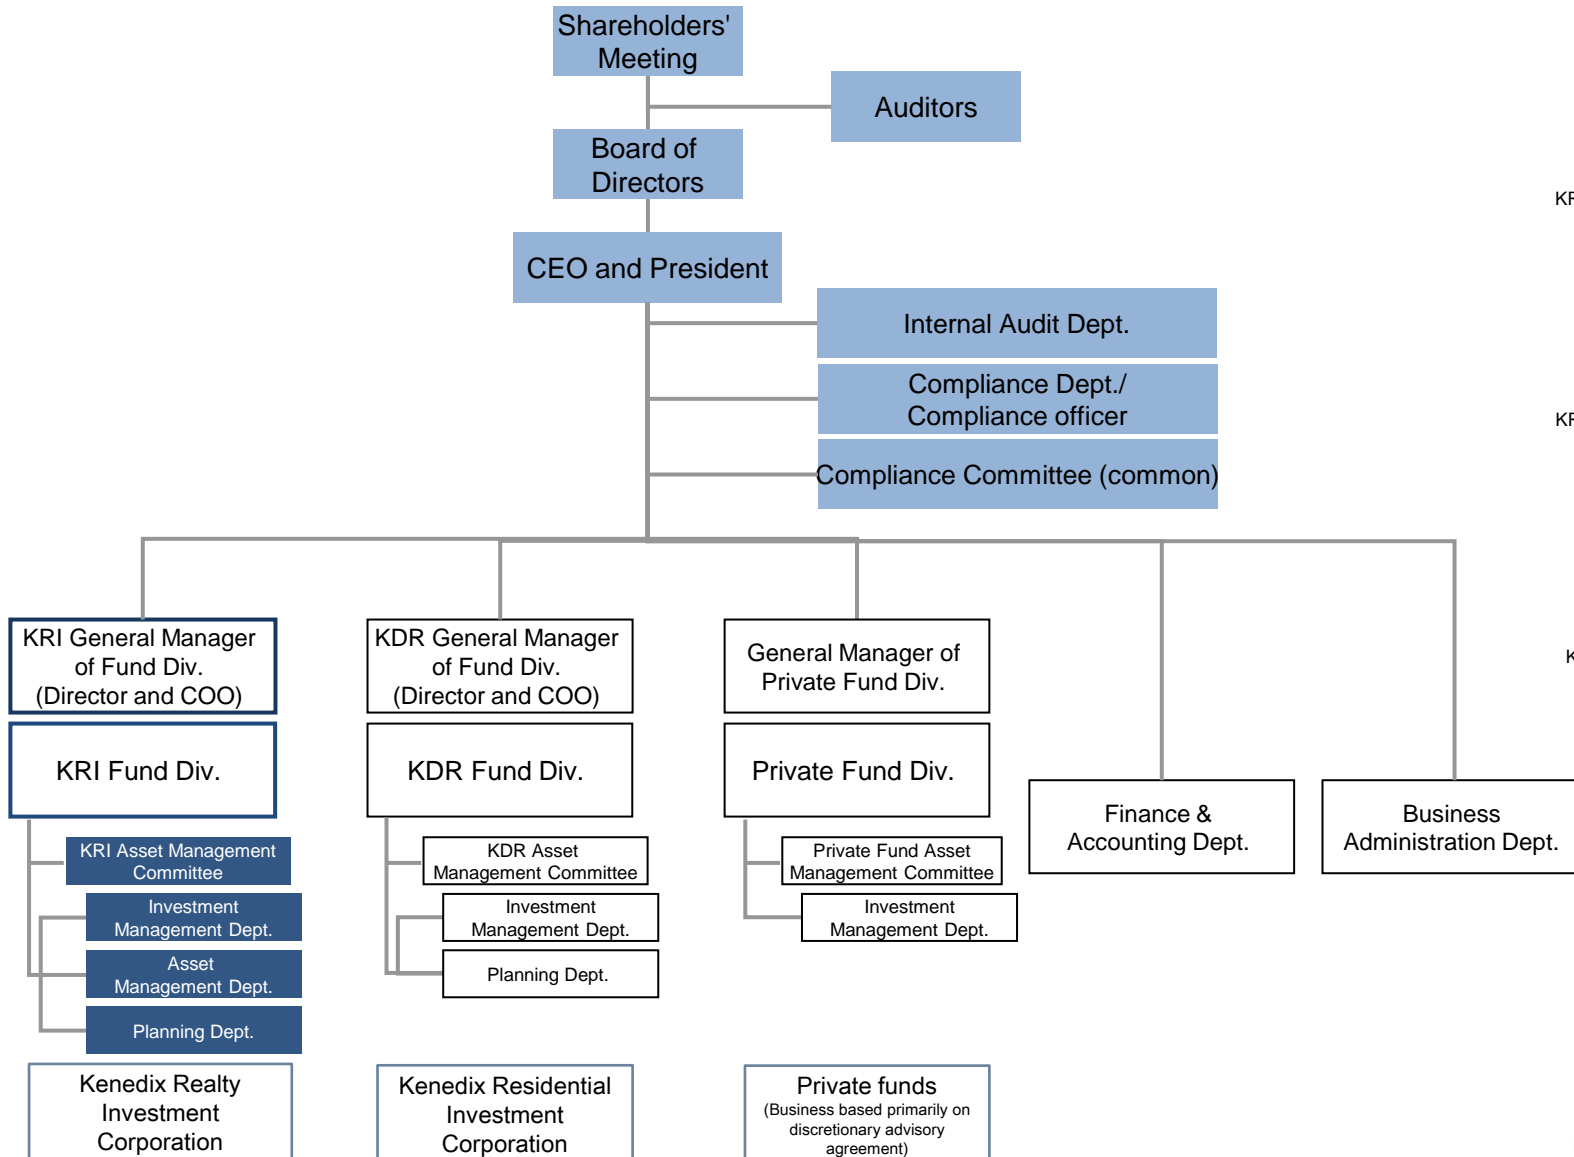 Shareholders'
Meeting
Auditors
Board of
Directors
CEO and President
Internal Audit Dept.
Compliance Dept./
Compliance officer
Compliance Committee (common)
KRI General Manager
of Fund Div.
(Director and COO)
KDR General Manager
of Fund Div.
(Director and COO)
General Manager of
Private Fund Div.
KRI Fund Div.
KDR Fund Div.
Private Fund Div.
Finance &
Accounting Dept.
Business
Administration Dept.
KRI Asset Management
Committee
Investment
Management Dept.
Asset
Management Dept.
Planning Dept.
KDR Asset
Management Committee
Investment
Management Dept.
Planning Dept.
Private Fund Asset
Management Committee
Investment
Management Dept.
Kenedix Realty
Investment
Corporation
Kenedix Residential
Investment
Corporation
Private funds
(Business based primarily on
discretionary advisory
agreement)